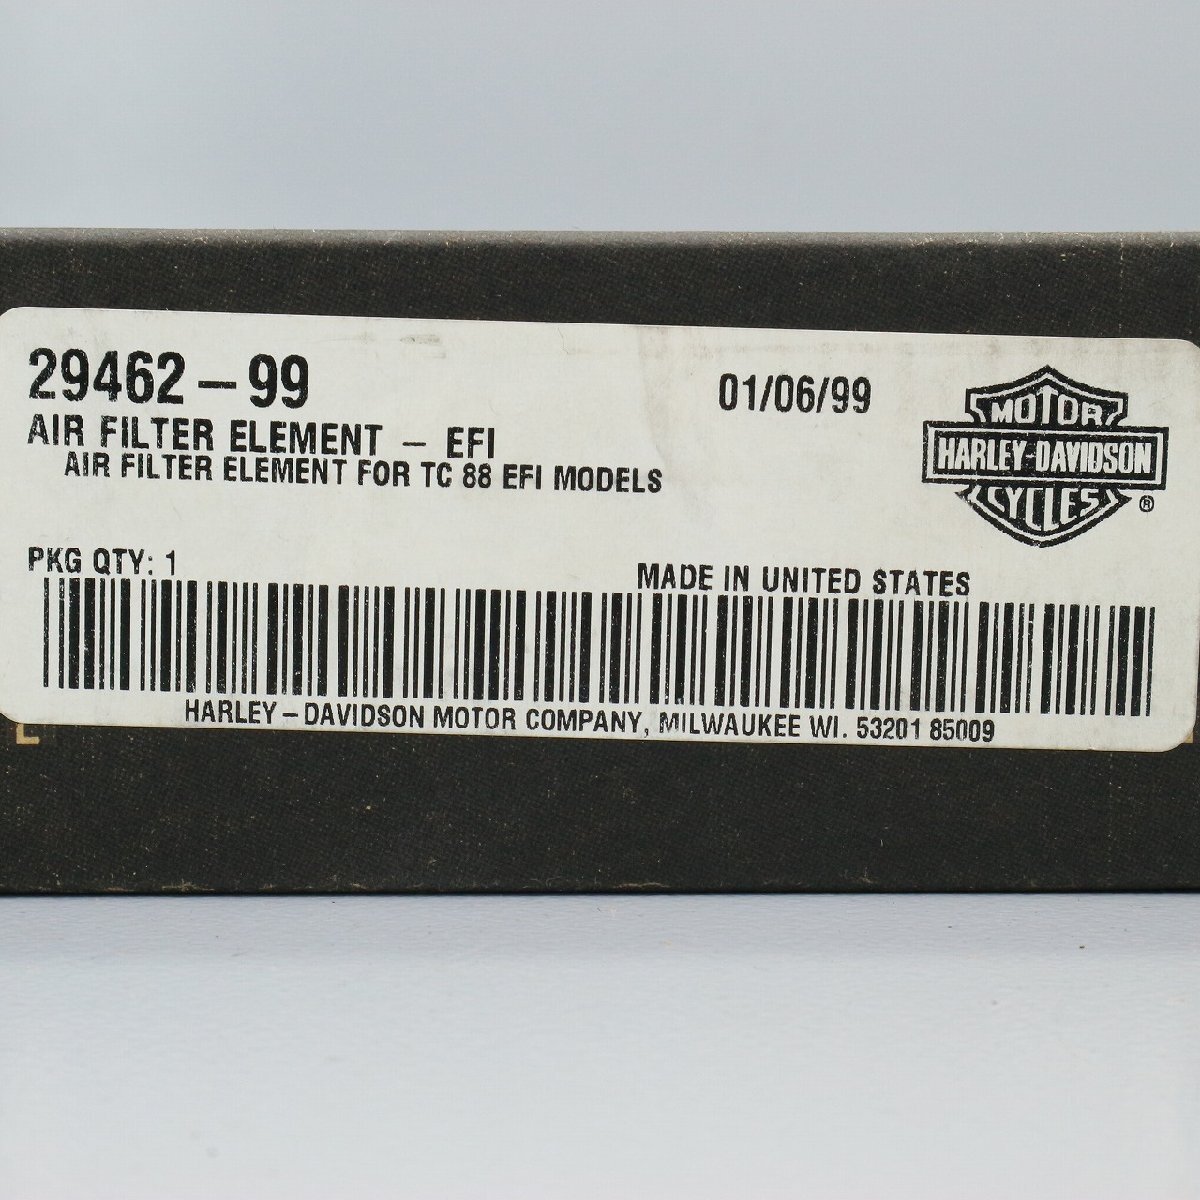 29462-99
01/06/99
AIR FILTER ELEMENT - EFI
AIR FILTER ELEMENT FOR TC 88 EFI MODELS
MOTOR
HARLEY-DAVIDSON
CYCLES
®
PKG QTY: 1
MADE IN UNITED STATES
HARLEY-DAVIDSON MOTOR COMPANY, MILWAUKEE WI. 53201 85009